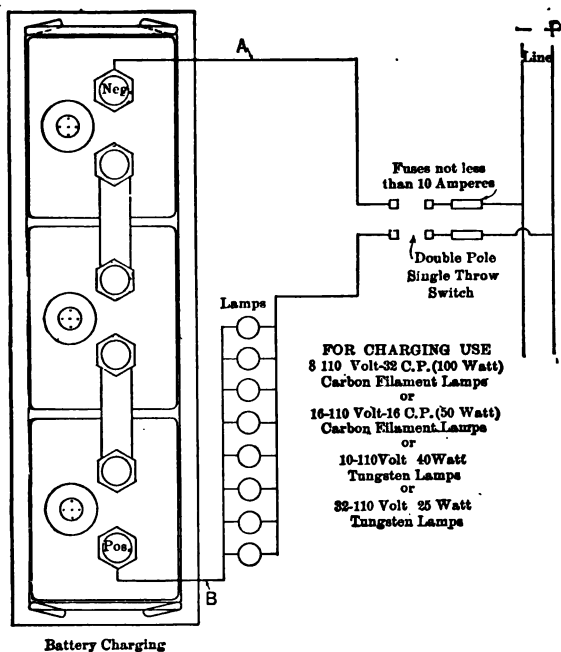 A
- +
Line
Neg.
Fuses not less
than 10 Amperes
Double Pole
Single Throw
Switch
Lamps
FOR CHARGING USE
8 110 Volt-32 C.P.(100 Watt)
Carbon Filament Lamps
or
16-110 Volt-16 C.P.(50 Watt)
Carbon Filament Lamps
or
10-110Volt 40Watt
Tungsten Lamps
or
32-110 Volt 25 Watt
Tungsten Lamps
Pos.
B
Battery Charging